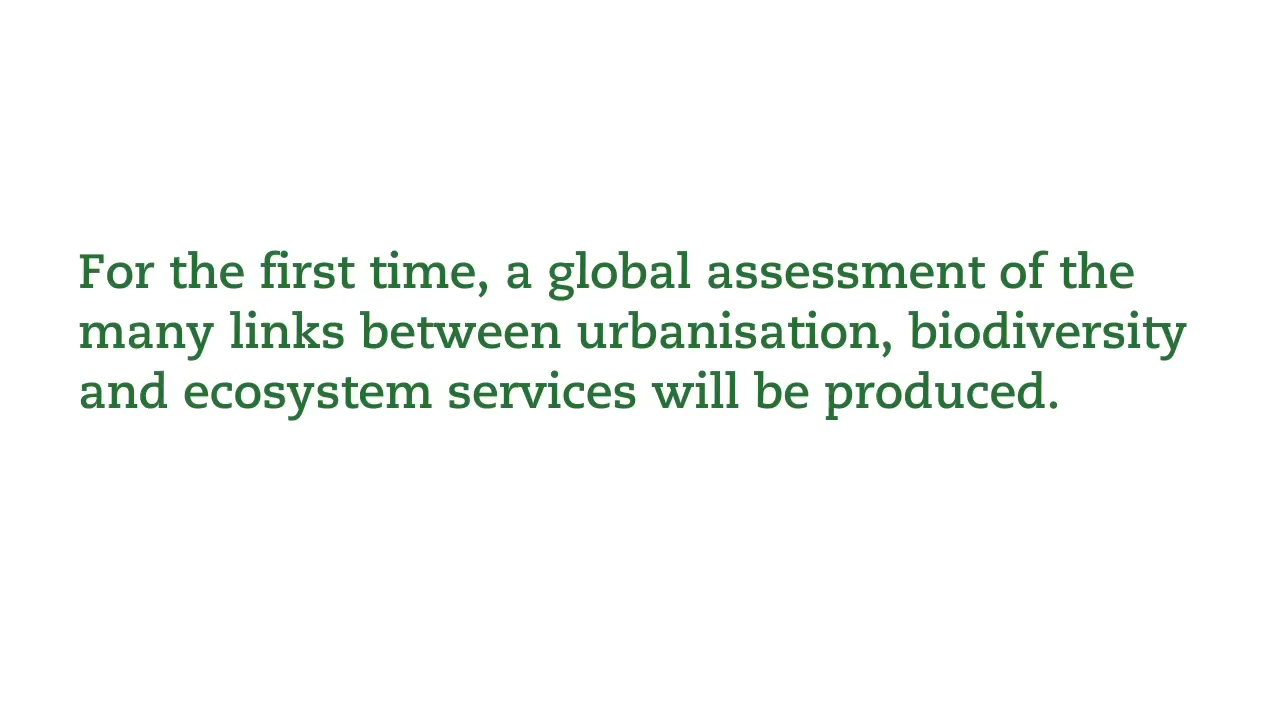 For the first time, a global assessment of the
many links between urbanisation, biodiversity
and ecosystem services will be produced.